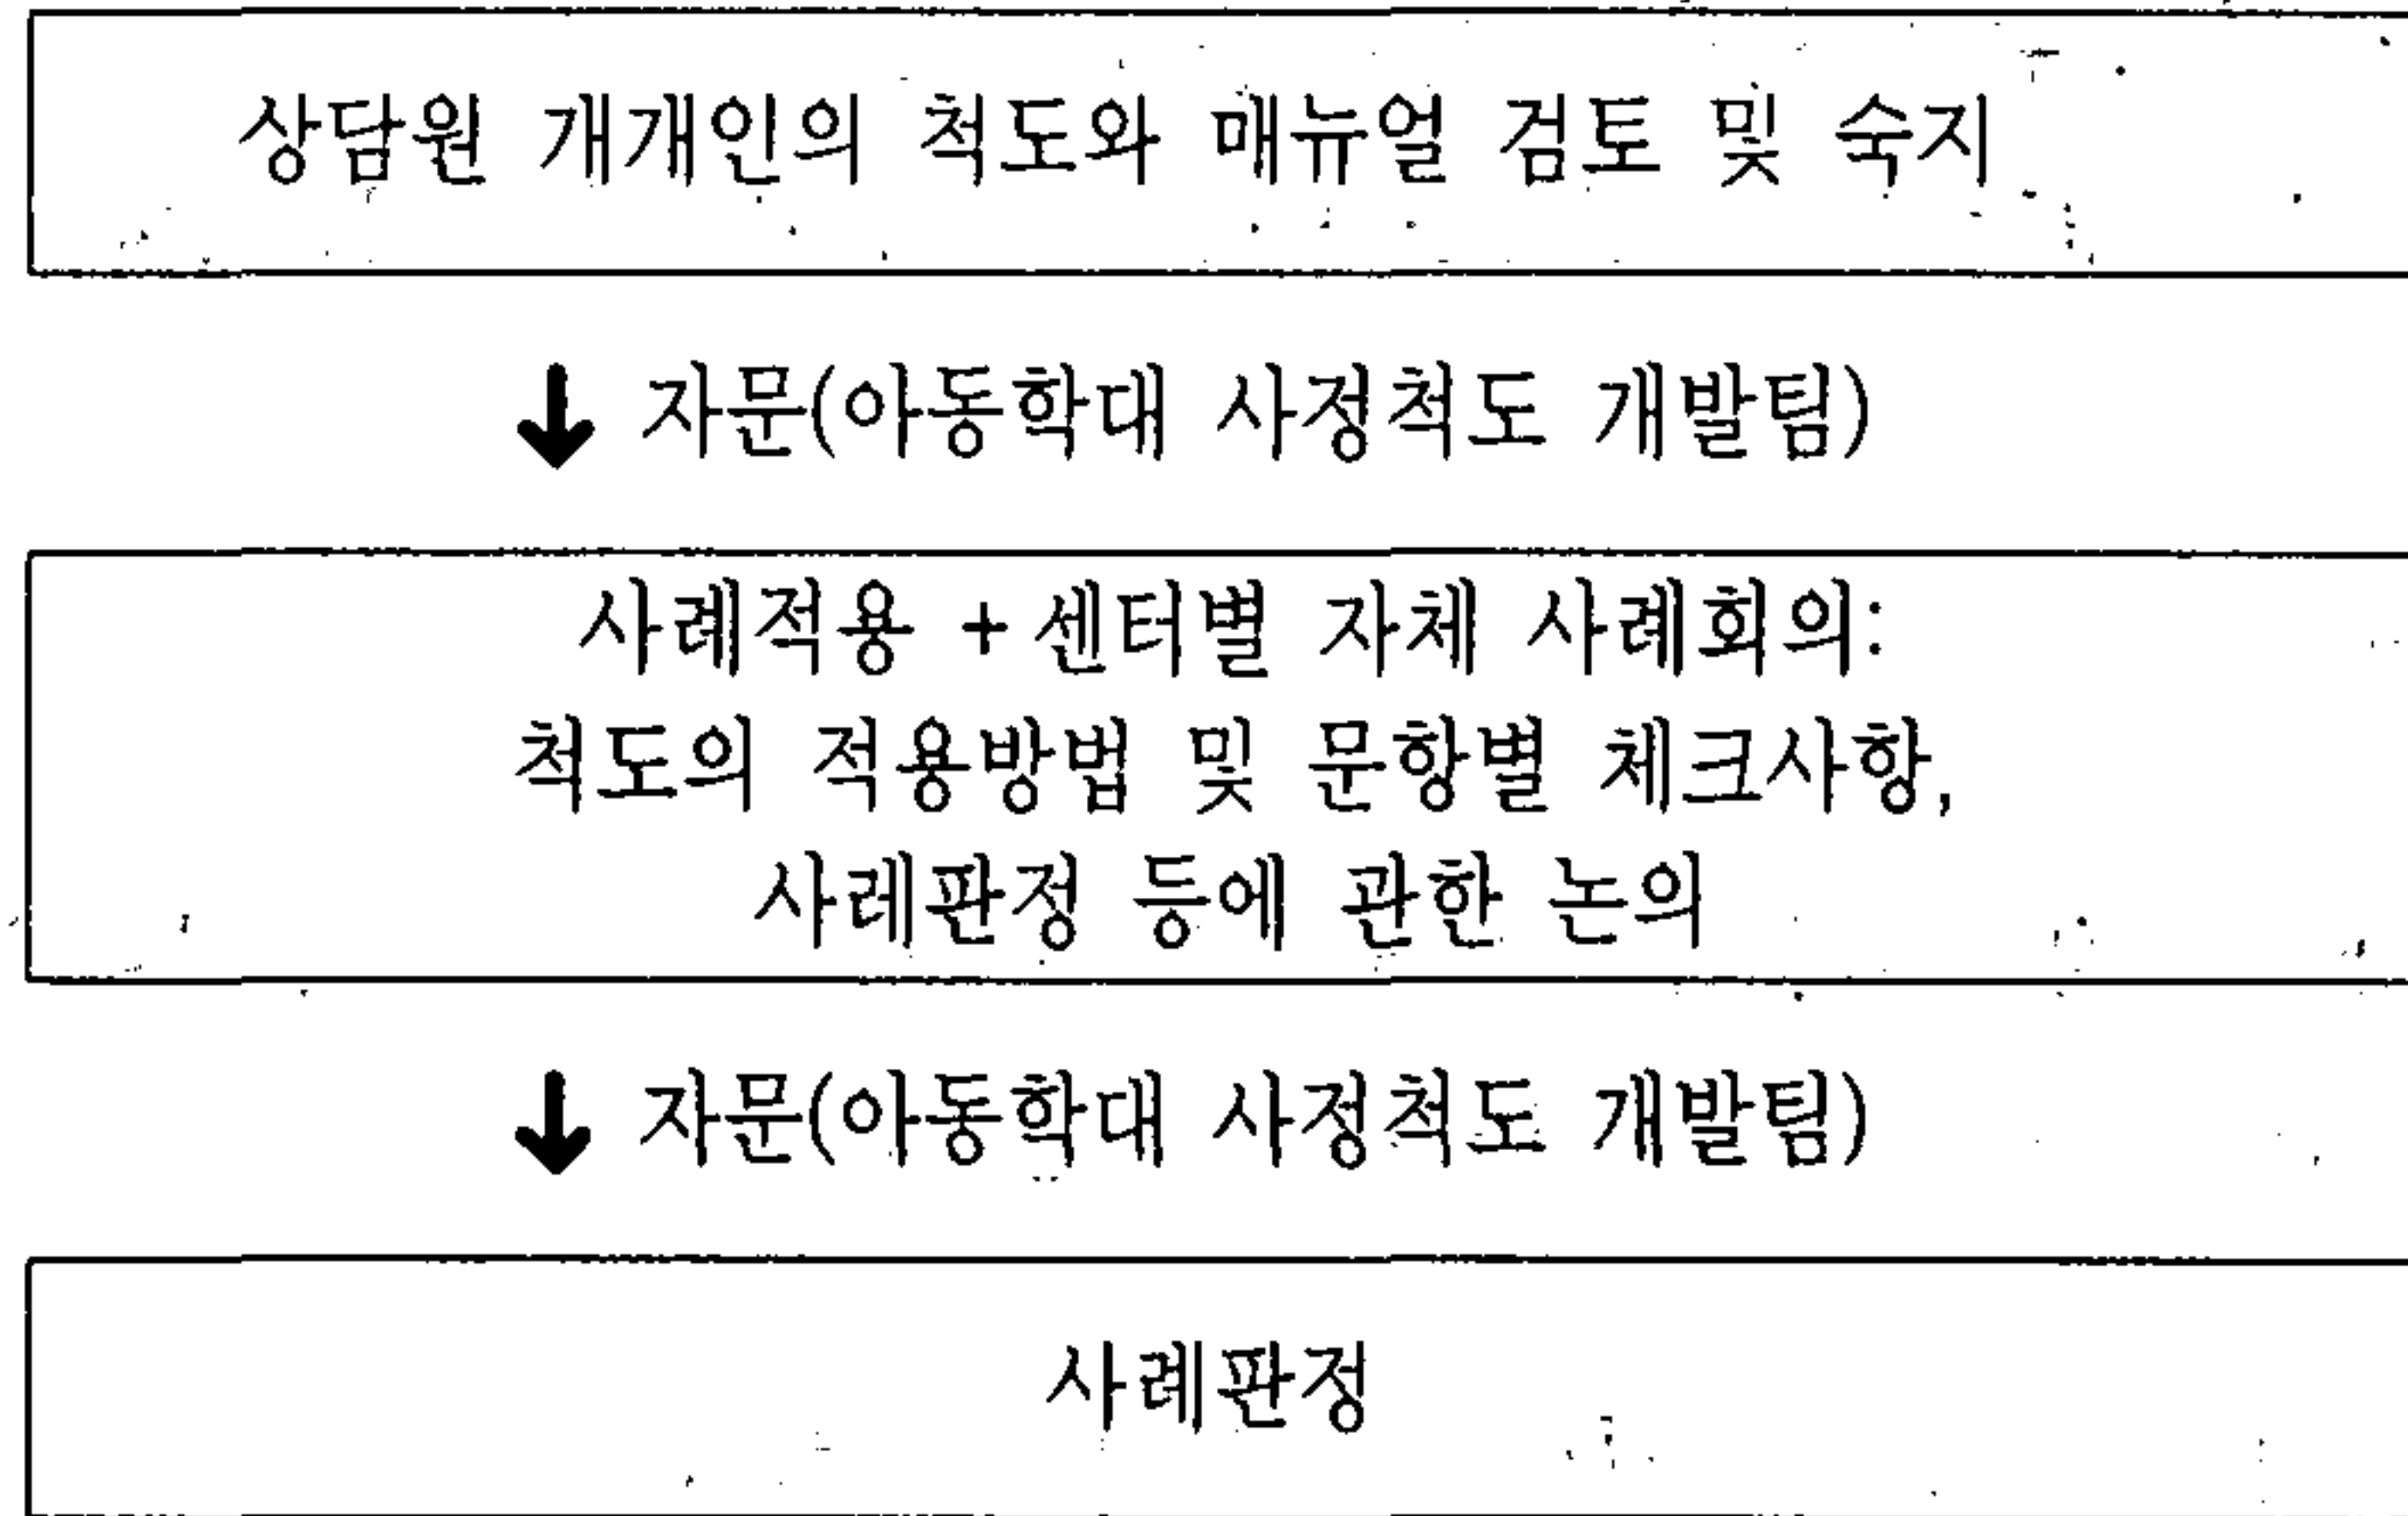 상담원 개개인의 척도와 매뉴얼 검토 및 숙지
↓ 자문(아동학대 사정척도 개발팀)
사례적용 + 센터별 자체 사례회의:
척도의 적용방법 및 문항별 체크사항,
사례판정 등에 관한 논의
↓ 자문(아동학대 사정척도 개발팀)
사례판정